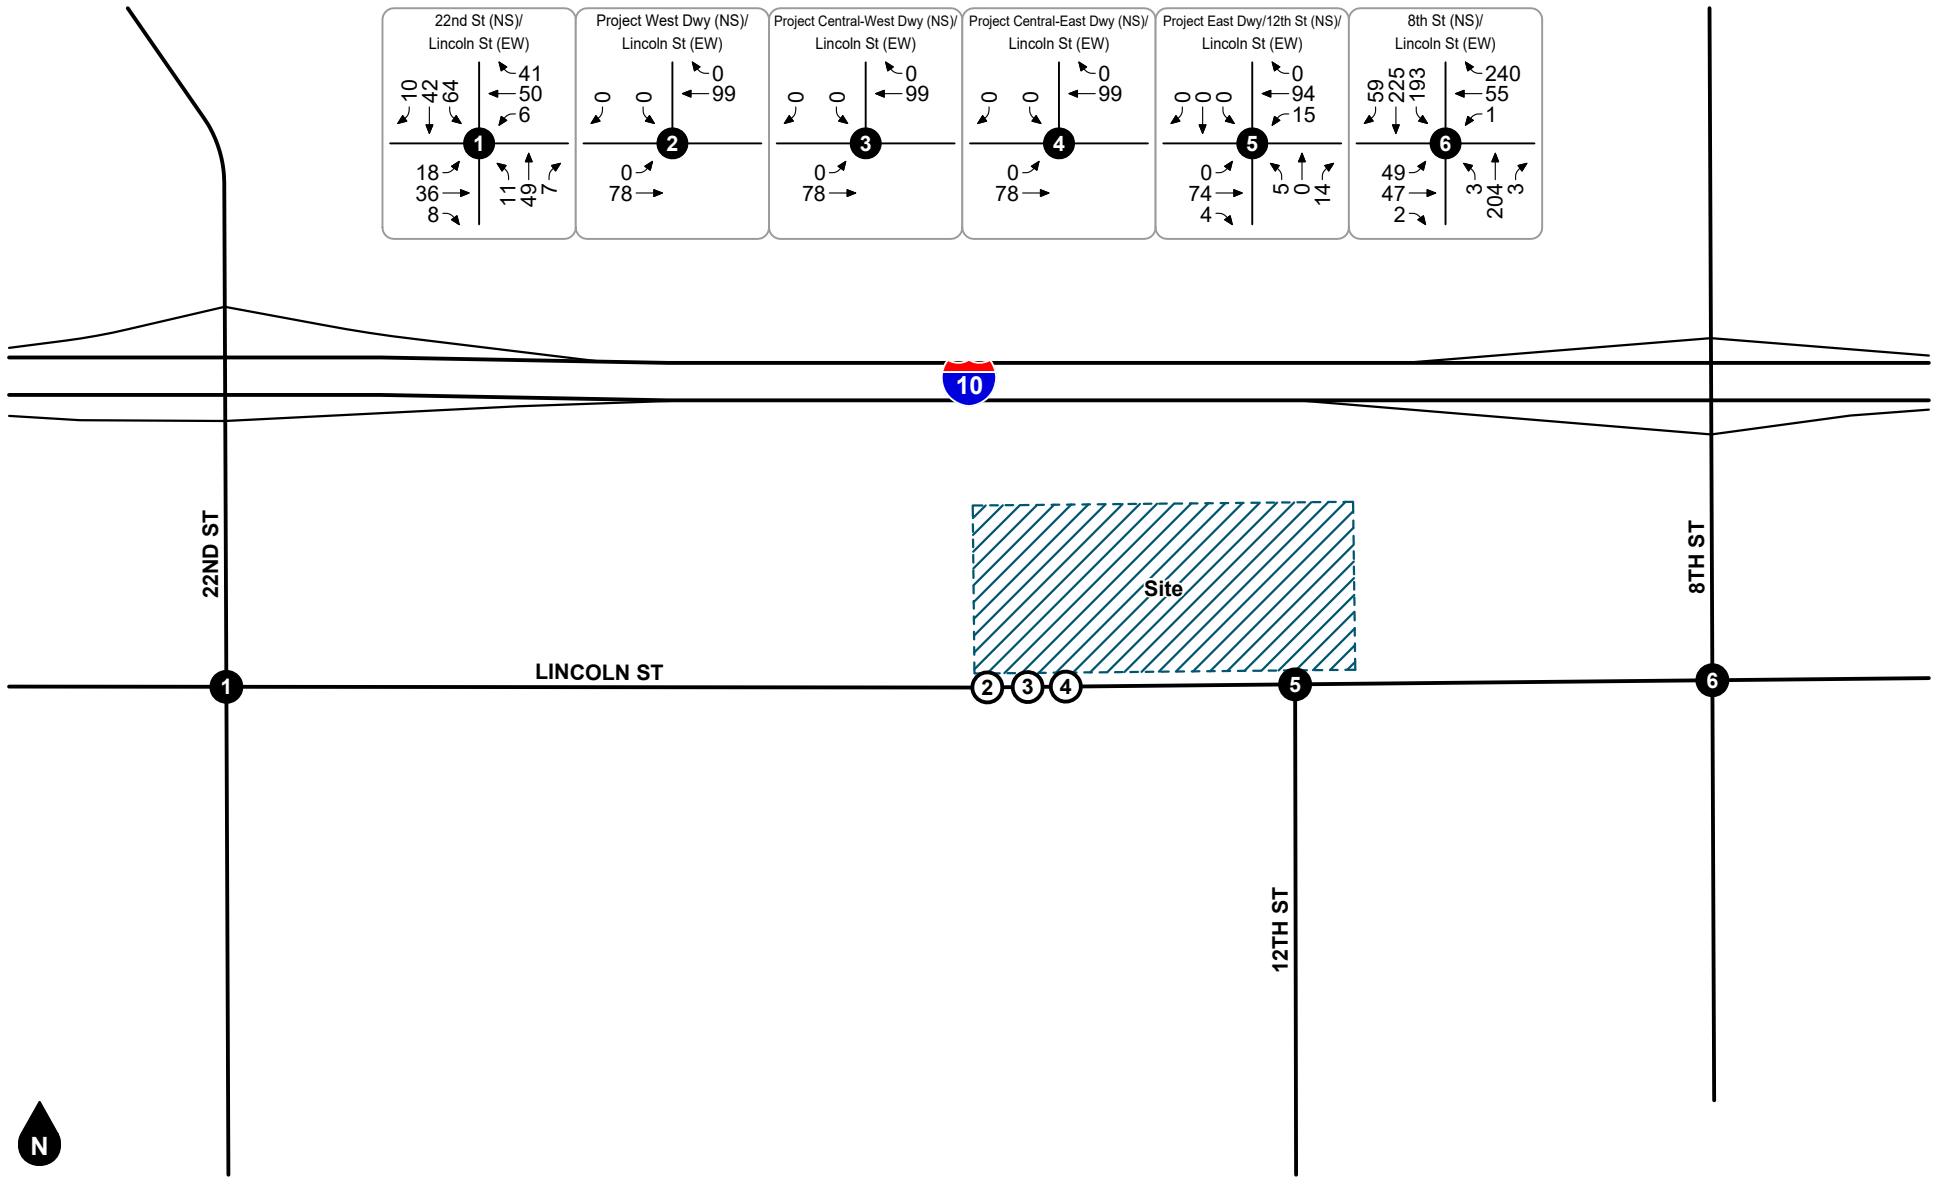 22nd St (NS)/
Lincoln St (EW)
10 42 64
41
50
6
1
18
36
8
11 49 7
Project West Dwy (NS)/
Lincoln St (EW)
0 0
0
99
2
0
78
Project Central-West Dwy (NS)/
Lincoln St (EW)
0 0
0
99
3
0
78
Project Central-East Dwy (NS)/
Lincoln St (EW)
0 0
0
99
4
0
78
Project East Dwy/12th St (NS)/
Lincoln St (EW)
0 0 0
0
94
15
5
0
74
4
5 0 14
8th St (NS)/
Lincoln St (EW)
59 225 193
240
55
1
6
49
47
2
3 204 3
10
22ND ST
8TH ST
Site
LINCOLN ST
1
2
3
4
5
6
12TH ST
N